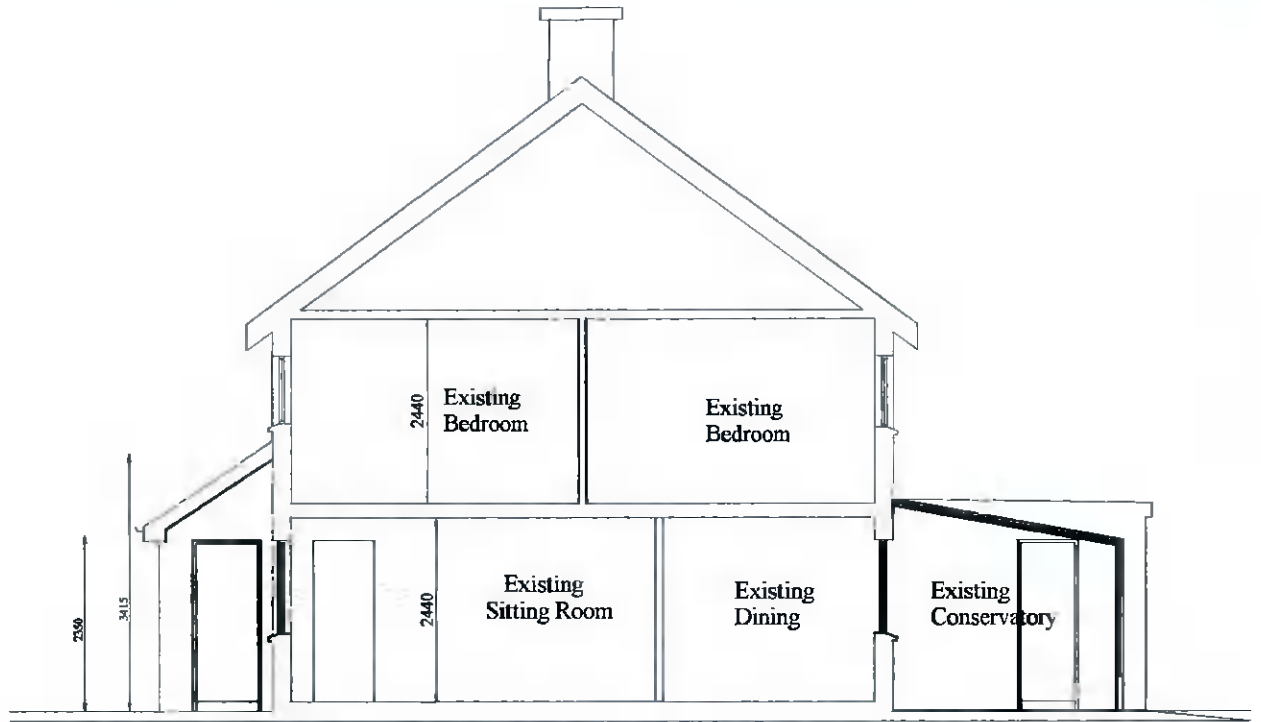 2440
Existing
Bedroom
Existing
Bedroom
2350
3415
2440
Existing
Sitting Room
Existing
Dining
Existing
Conservatory